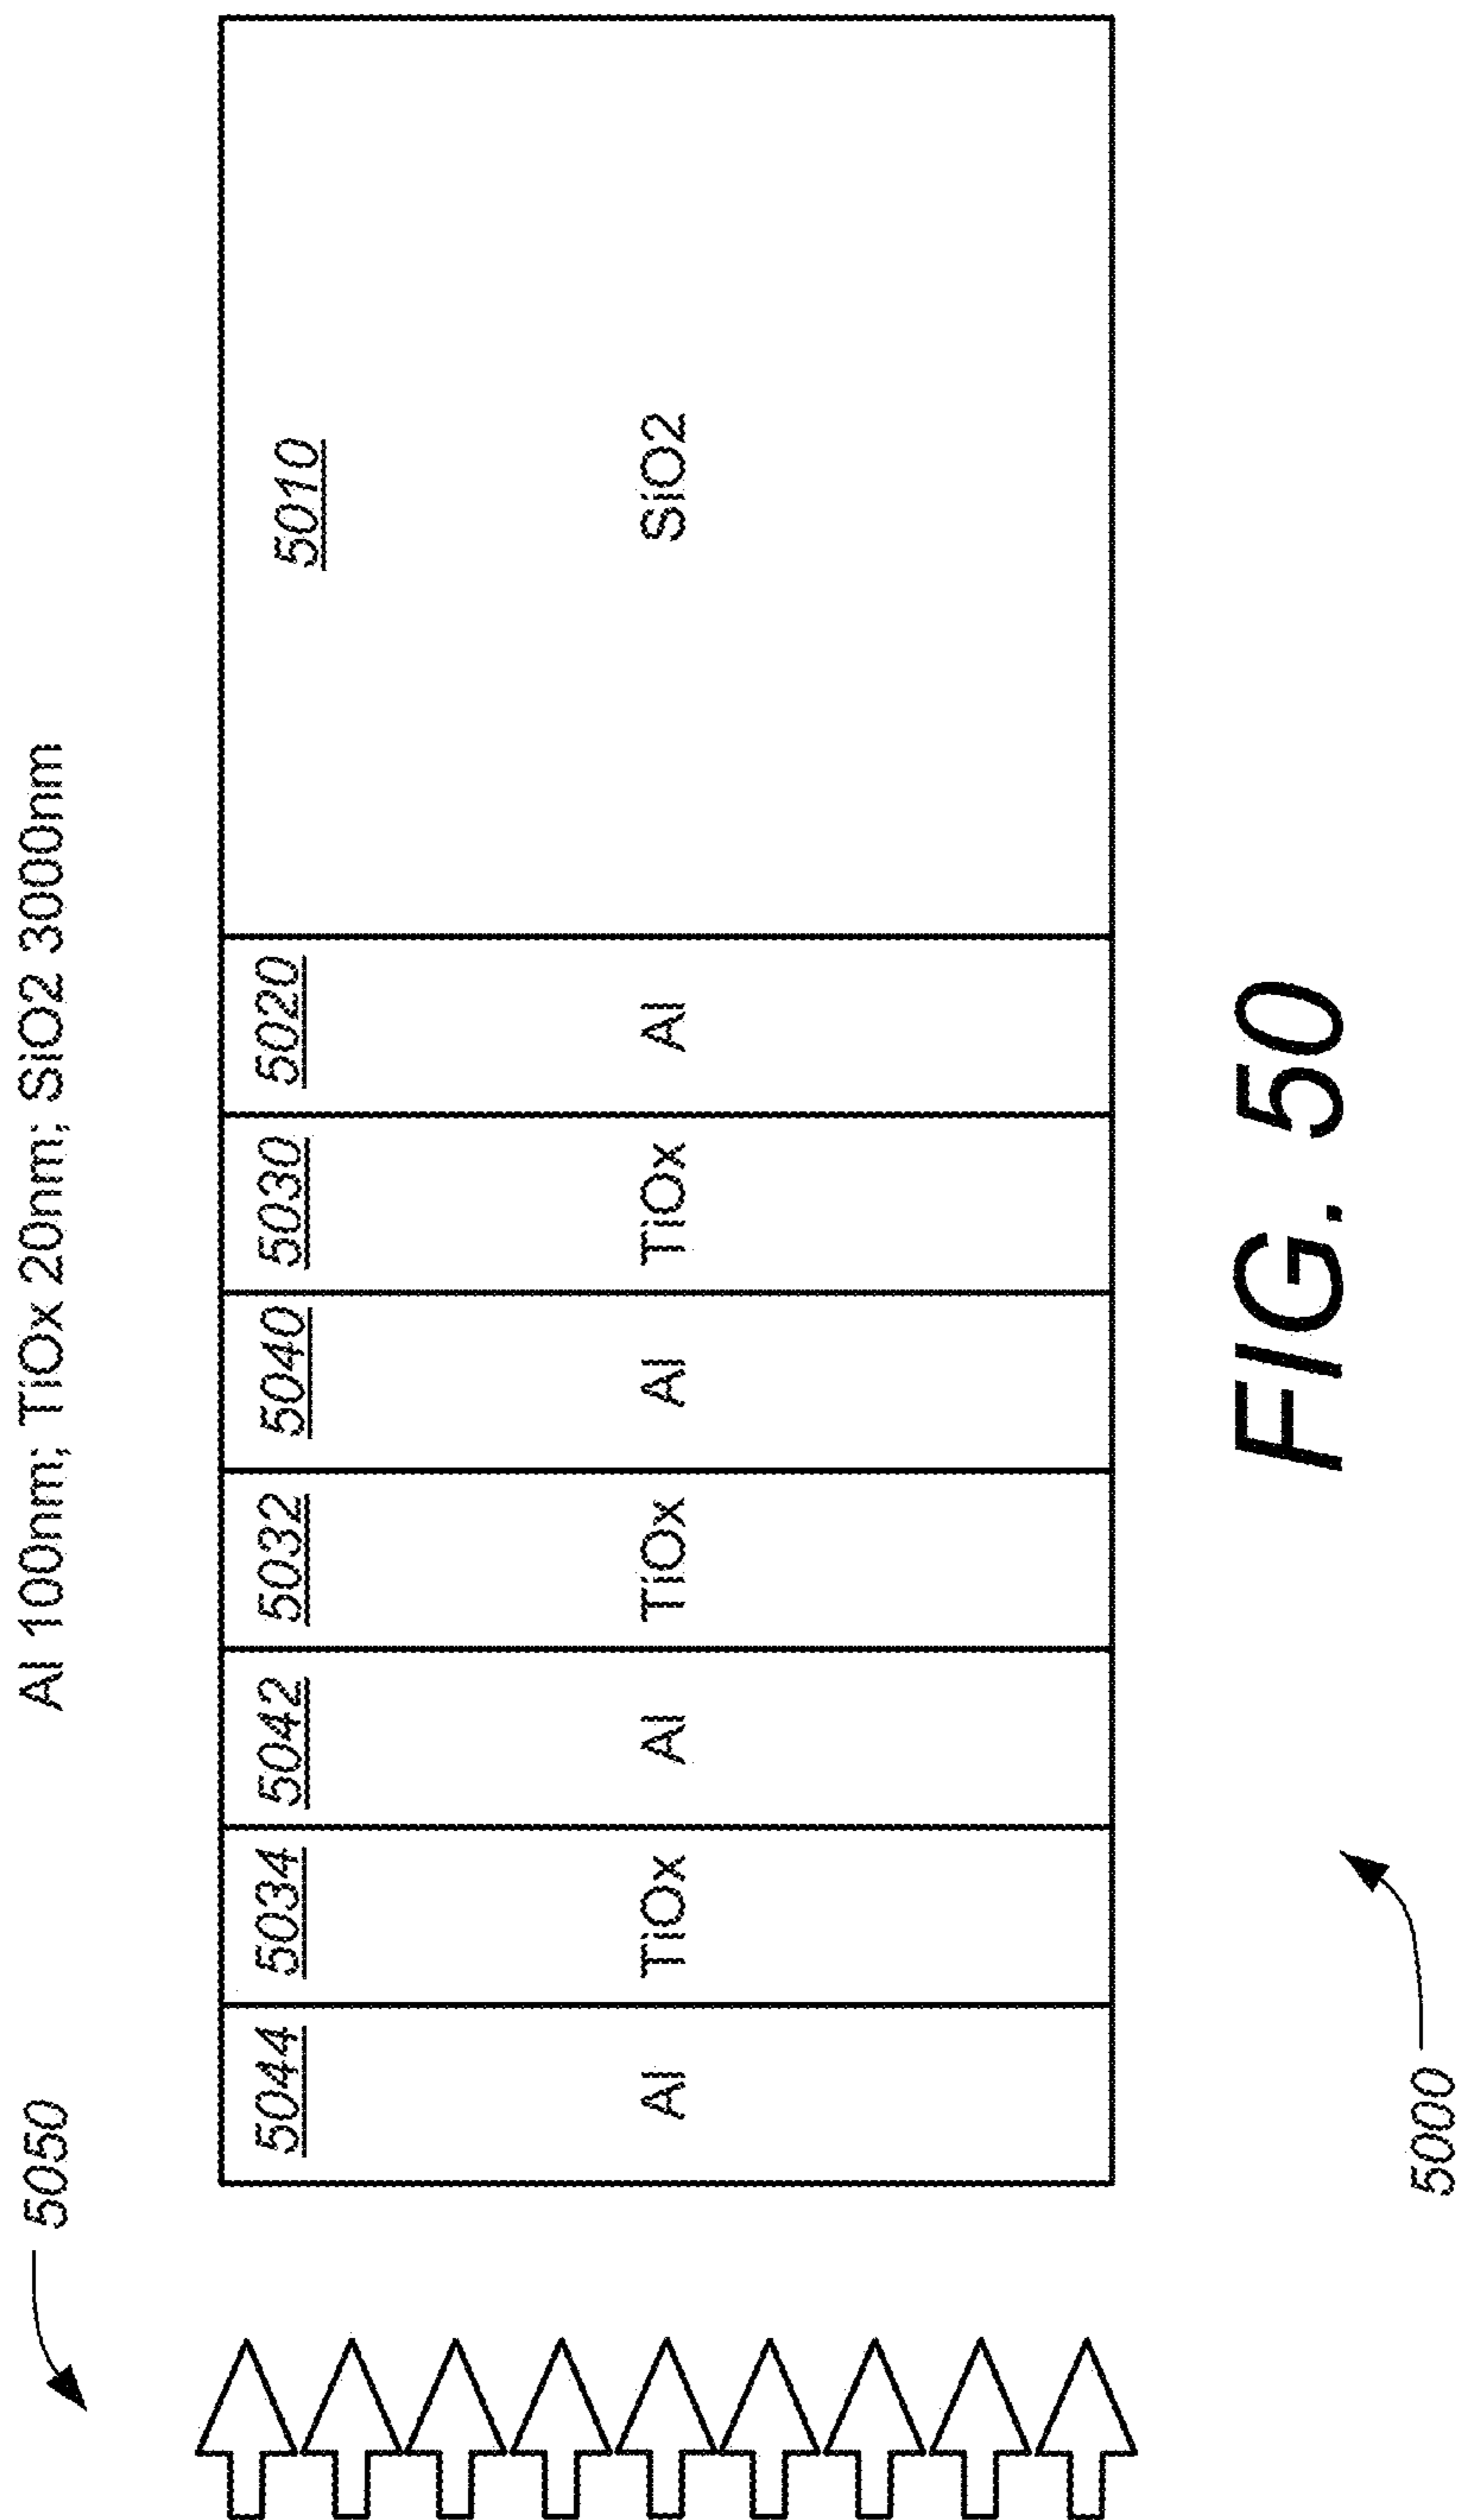 Al 100nm; TiOx 20nm; SiO2 3000nm
5050
5044
Al
5034
TiOx
5042
Al
5032
TiOx
5040
Al
5030
TiOx
5020
Al
5010
SiO2
5000
FIG. 50